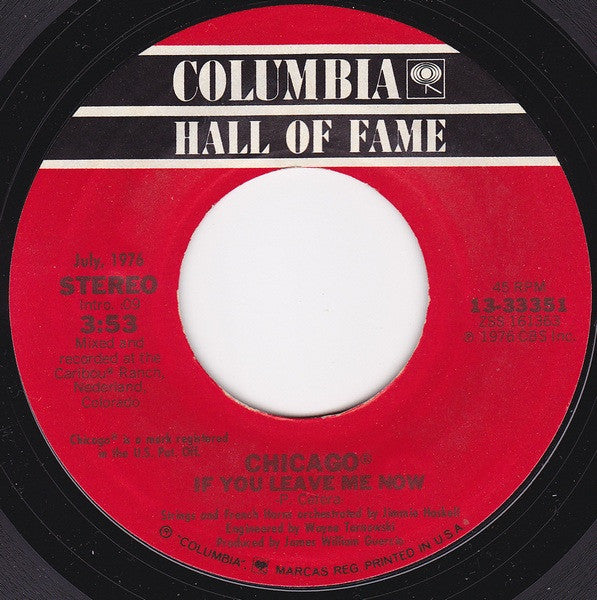 COLUMBIA
HALL OF FAME
July, 1976
STEREO
Intro. :09
3:53
Mixed and
recorded at the
Caribou® Ranch,
Nederland,
Colorado
Chicago® is a mark registered
in the U.S. Pat. Off.
45 RPM
13-33351
ZSS 161363
℗ 1976 CBS Inc.
CHICAGO®
IF YOU LEAVE ME NOW
-P. Cetera-
Strings and French Horns orchestrated by Jimmie Haskell
Engineered by Wayne Tarnowski
Produced by James William Guercio
® "COLUMBIA" MARCAS REG. PRINTED IN U.S.A.